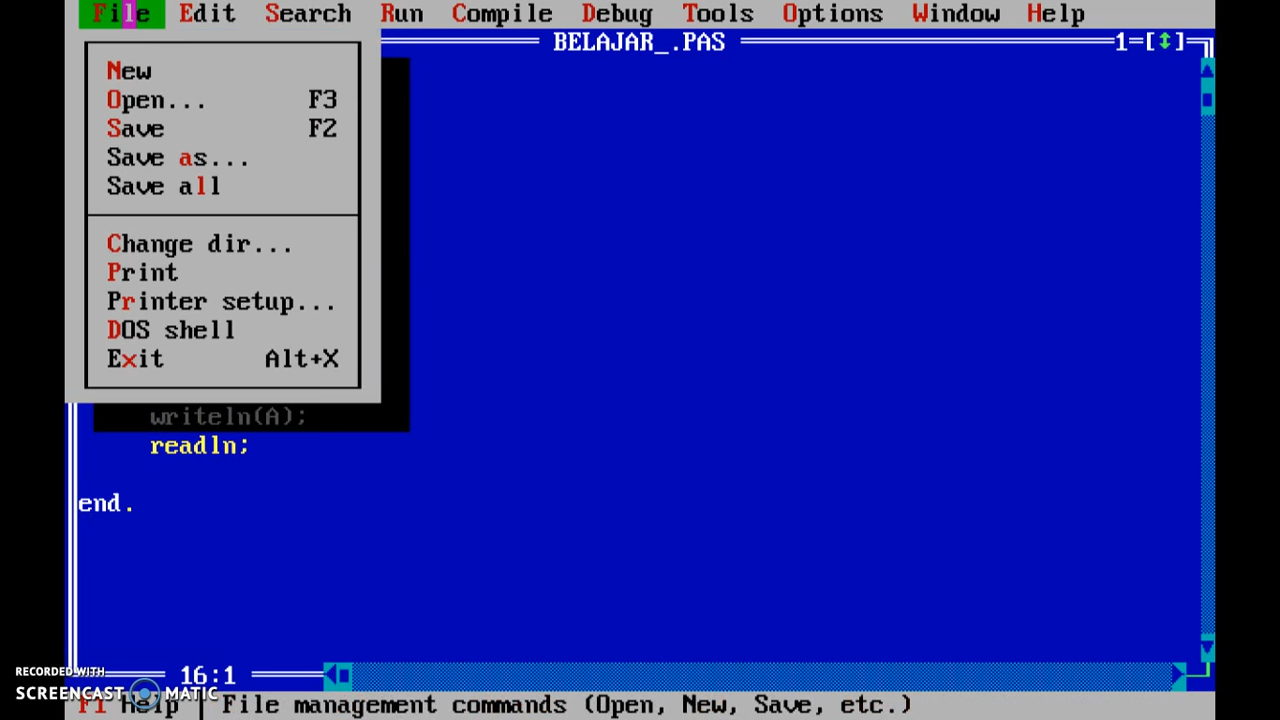 File Edit Search Run Compile Debug Tools Options Window Help
BELAJAR_.PAS 1=[↕]
New
Open... F3
Save F2
Save as...
Save all
Change dir...
Print
Printer setup...
DOS shell
Exit Alt+X
writeln(A);
readln;
end.
16:1
RECORDED WITH
SCREENCAST MATIC
F1 Help | File management commands (Open, New, Save, etc.)